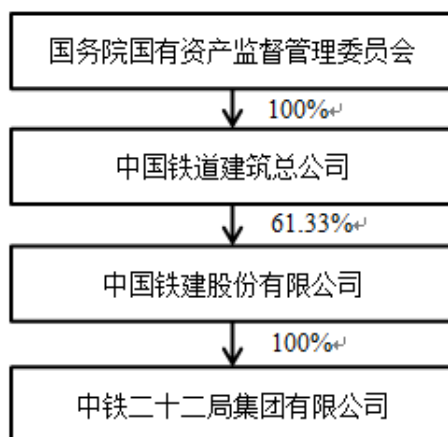 国务院国有资产监督管理委员会
100%↵
中国铁道建筑总公司
61.33%↵
中国铁建股份有限公司
100%↵
中铁二十二局集团有限公司